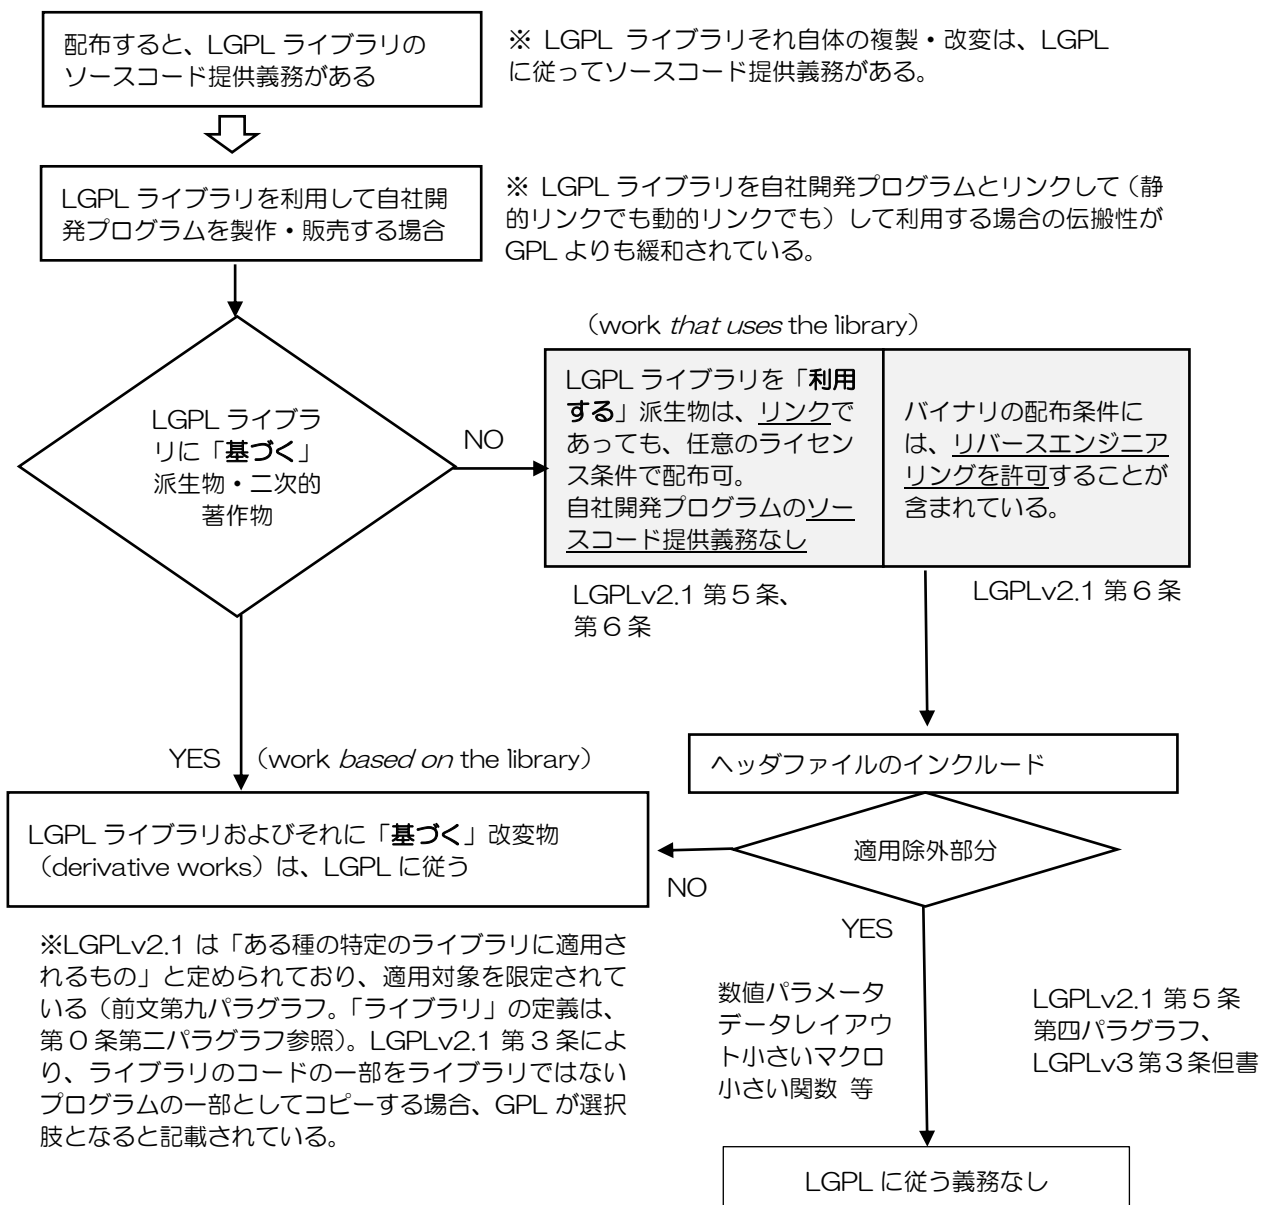 配布すると、LGPL ライブラリの
ソースコード提供義務がある
※ LGPL ライブラリそれ自体の複製・改変は、LGPL
に従ってソースコード提供義務がある。
LGPL ライブラリを利用して自社開
発プログラムを製作・販売する場合
※ LGPL ライブラリを自社開発プログラムとリンクして（静
的リンクでも動的リンクでも）して利用する場合の伝搬性が
GPL よりも緩和されている。
（work that uses the library）
LGPL ライブラ
リに「基づく」
派生物・二次的
著作物
NO
LGPL ライブラリを「利用
する」派生物は、リンクで
あっても、任意のライセン
ス条件で配布可。
自社開発プログラムのソー
スコード提供義務なし
バイナリの配布条件に
は、リバースエンジニア
リングを許可することが
含まれている。
LGPLv2.1 第５条、
第６条
LGPLv2.1 第６条
YES （work based on the library）
LGPL ライブラリおよびそれに「基づく」改変物
（derivative works）は、LGPL に従う
ヘッダファイルのインクルード
適用除外部分
NO
YES
※LGPLv2.1 は「ある種の特定のライブラリに適用さ
れるもの」と定められており、適用対象を限定されて
いる（前文第九パラグラフ。「ライブラリ」の定義は、
第０条第二パラグラフ参照）。LGPLv2.1 第３条によ
り、ライブラリのコードの一部をライブラリではない
プログラムの一部としてコピーする場合、GPL が選択
肢となると記載されている。
数値パラメータ
データレイアウ
ト小さいマクロ
小さい関数 等
LGPLv2.1 第５条
第四パラグラフ、
LGPLv3 第３条但書
LGPL に従う義務なし